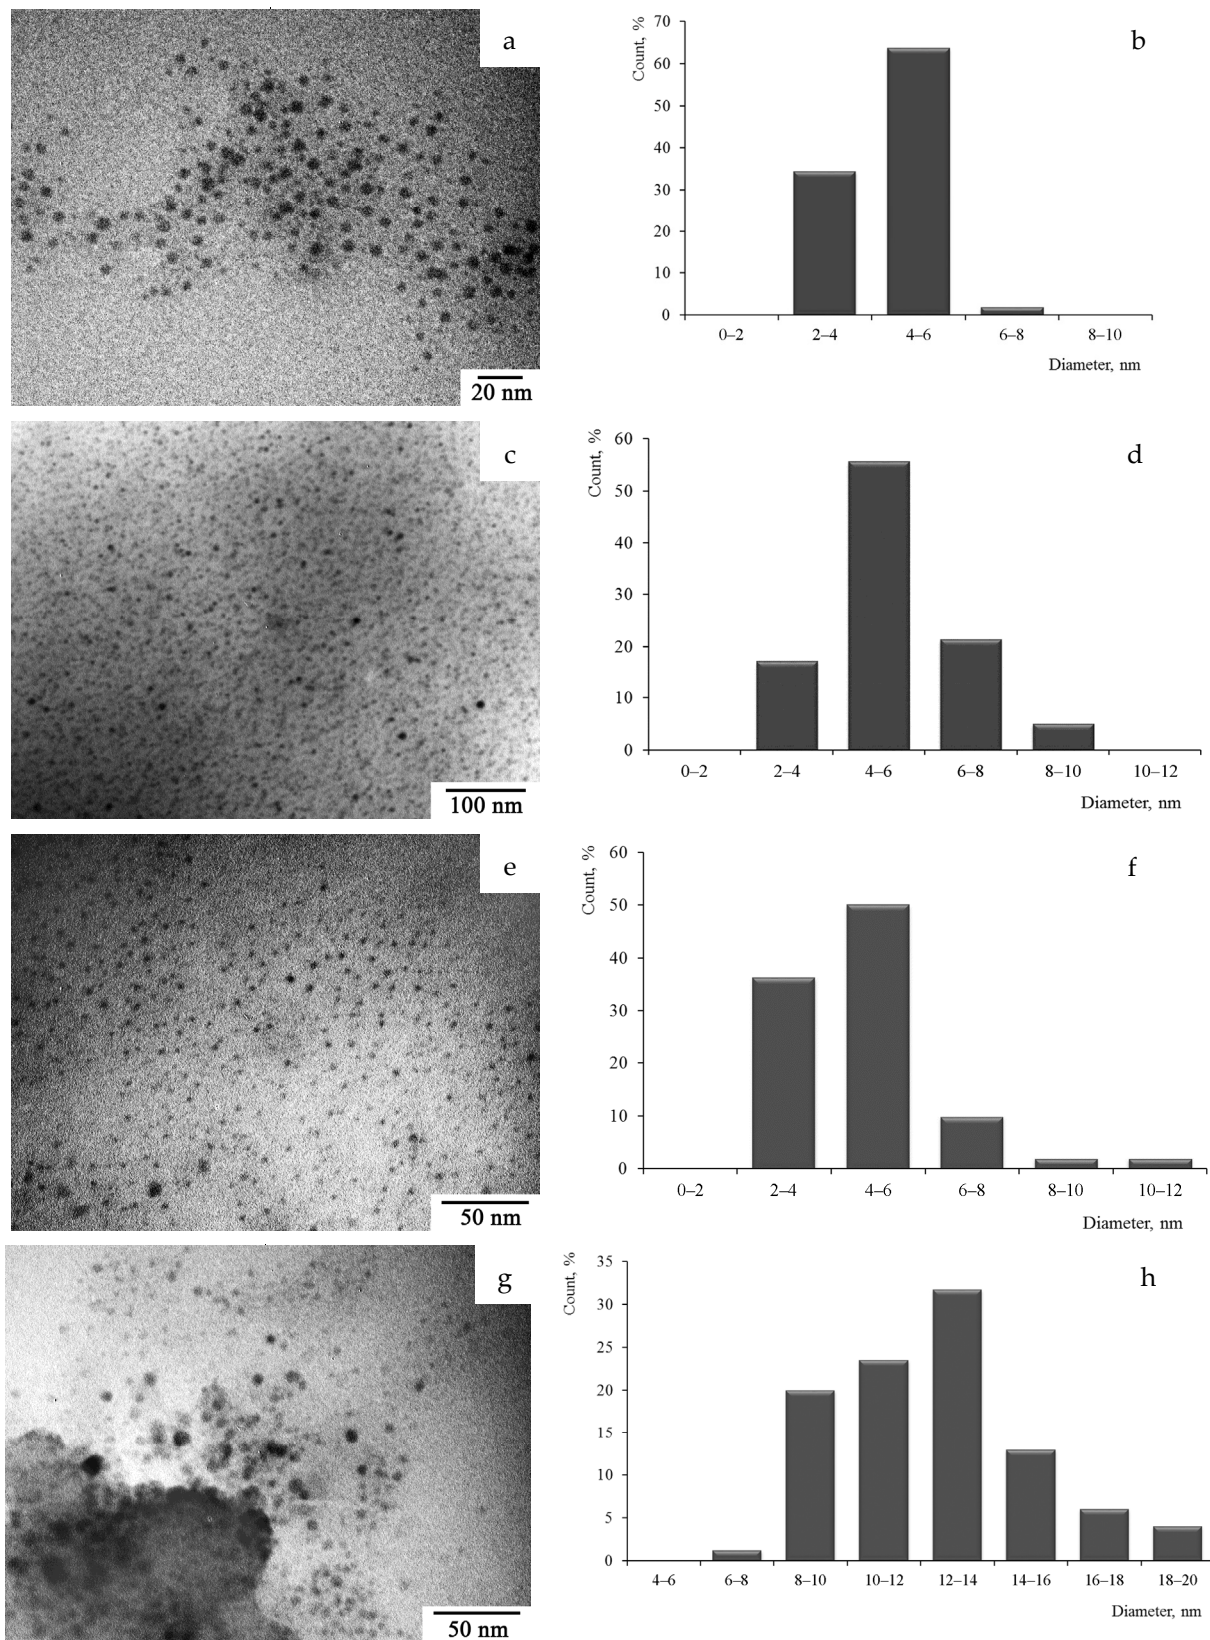 a
20 nm
b
Count, %
70
60
50
40
30
20
10
0
0–2 2–4 4–6 6–8 8–10
Diameter, nm
c
100 nm
d
Count, %
60
50
40
30
20
10
0
0–2 2–4 4–6 6–8 8–10 10–12
Diameter, nm
e
50 nm
f
Count, %
60
50
40
30
20
10
0
0–2 2–4 4–6 6–8 8–10 10–12
Diameter, nm
g
50 nm
h
Count, %
35
30
25
20
15
10
5
0
4–6 6–8 8–10 10–12 12–14 14–16 16–18 18–20
Diameter, nm